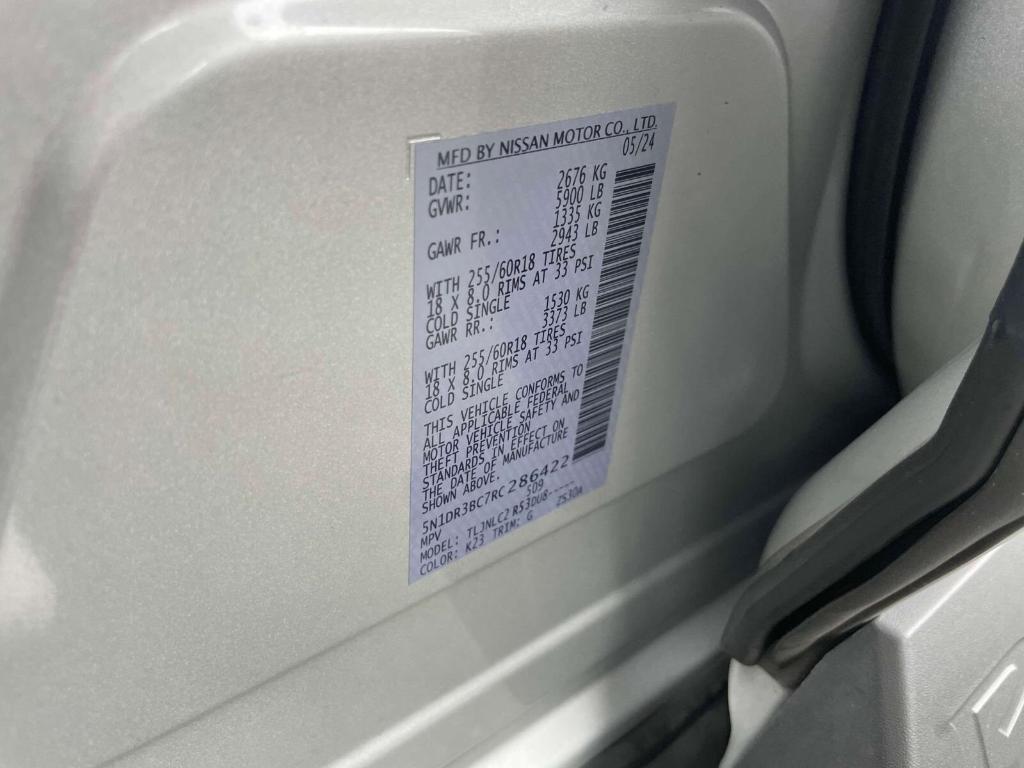 MFD BY NISSAN MOTOR CO., LTD.
DATE: 05/24
GVWR: 2676 KG
5900 LB
GAWR FR.: 1335 KG
2943 LB
WITH 255/60R18 TIRES
18 X 8.0 RIMS AT 33 PSI
COLD SINGLE
GAWR RR.: 1530 KG
3373 LB
WITH 255/60R18 TIRES
18 X 8.0 RIMS AT 33 PSI
COLD SINGLE
THIS VEHICLE CONFORMS TO
ALL APPLICABLE FEDERAL
MOTOR VEHICLE SAFETY AND
THEFT PREVENTION
STANDARDS IN EFFECT ON
THE DATE OF MANUFACTURE
SHOWN ABOVE.
5N1DR3BC7RC286422
MPV 509
MODEL: TLJNLC2 R53DU8-----
COLOR: K23 TRIM: G ZS30A